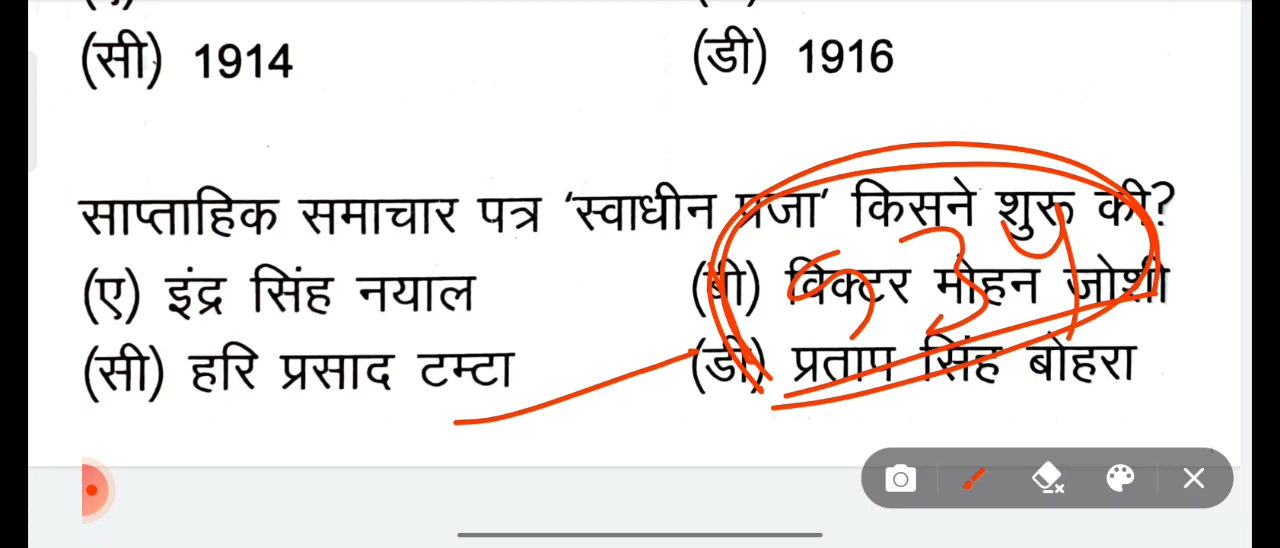 (सी) 1914 (डी) 1916
साप्ताहिक समाचार पत्र 'स्वाधीन प्रजा' किसने शुरू की?
(ए) इंद्र सिंह नयाल (बी) विक्टर मोहन जोशी
(सी) हरि प्रसाद टम्टा (डी) प्रताप सिंह बोहरा